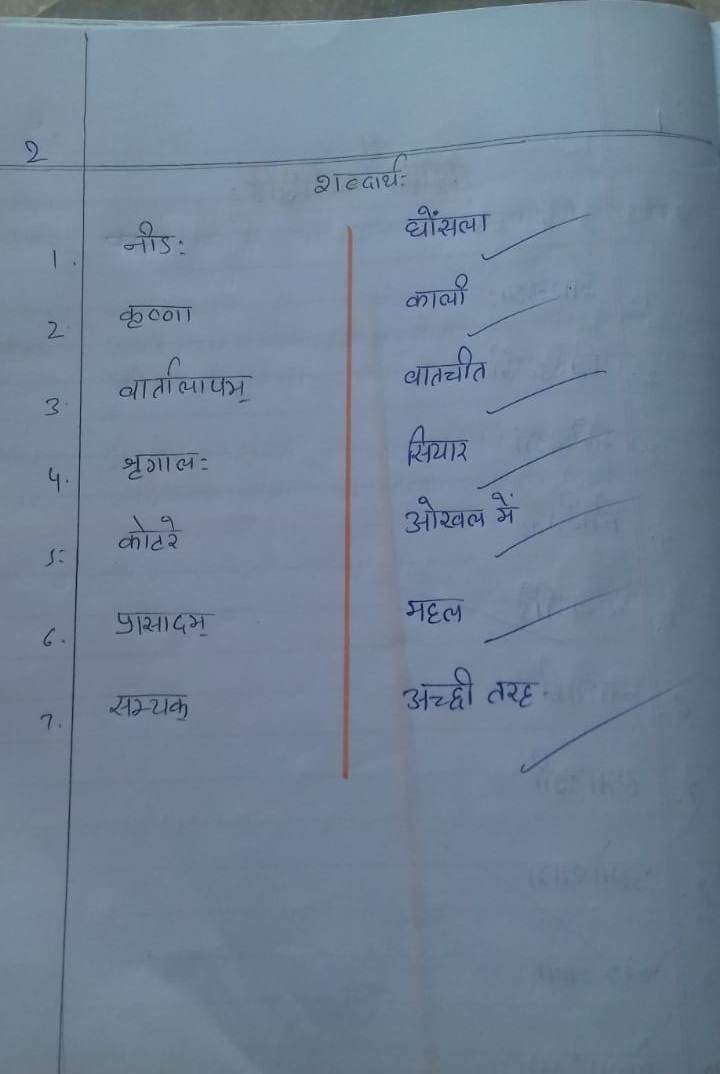 2
शब्दार्थः
1. नीडः घोंसला
2. कृष्णा काली
3. वार्तालापम् वातचीत
4. श्रृगालः सियार
5. कोटरे ओखल में
6. प्रासादम् महल
7. सम्यक् अच्छी तरह